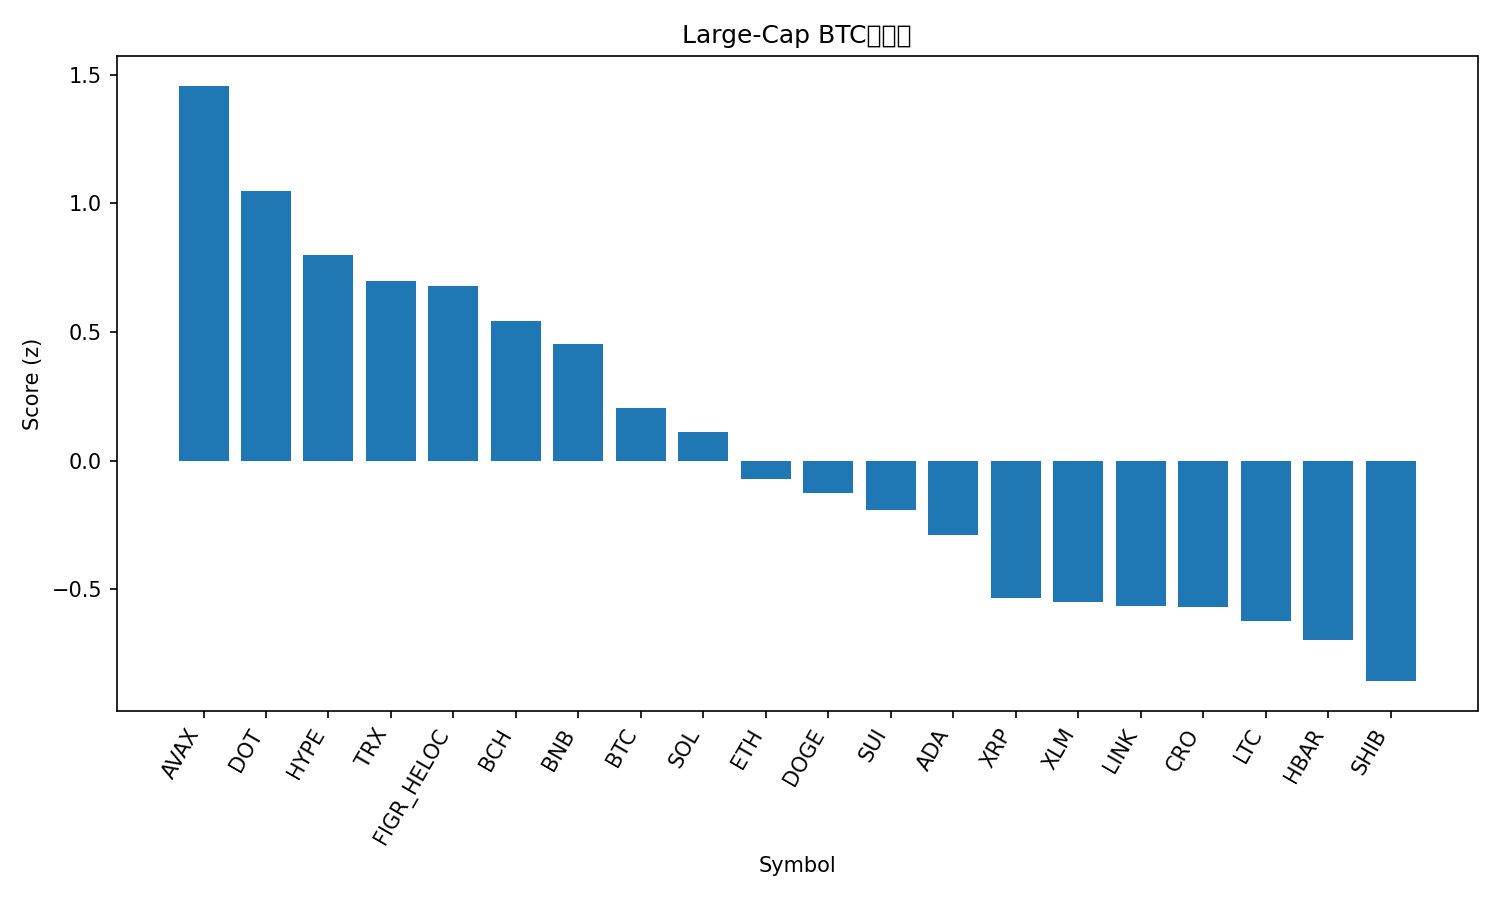 Large-Cap BTC
1.5
1.0
0.5
0.0
−0.5
Score (z)
AVAX
DOT
HYPE
TRX
FIGR_HELOC
BCH
BNB
BTC
SOL
ETH
DOGE
SUI
ADA
XRP
XLM
LINK
CRO
LTC
HBAR
SHIB
Symbol